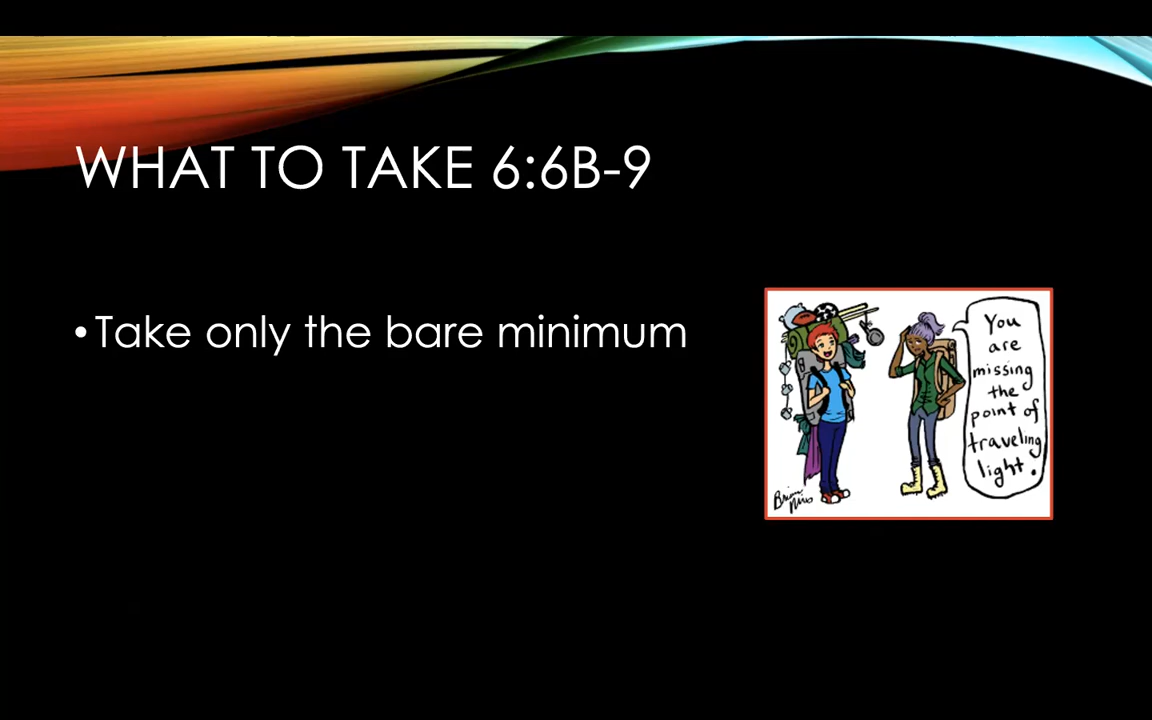 WHAT TO TAKE 6:6B-9
• Take only the bare minimum
You
are
missing
the
point of
traveling
light.